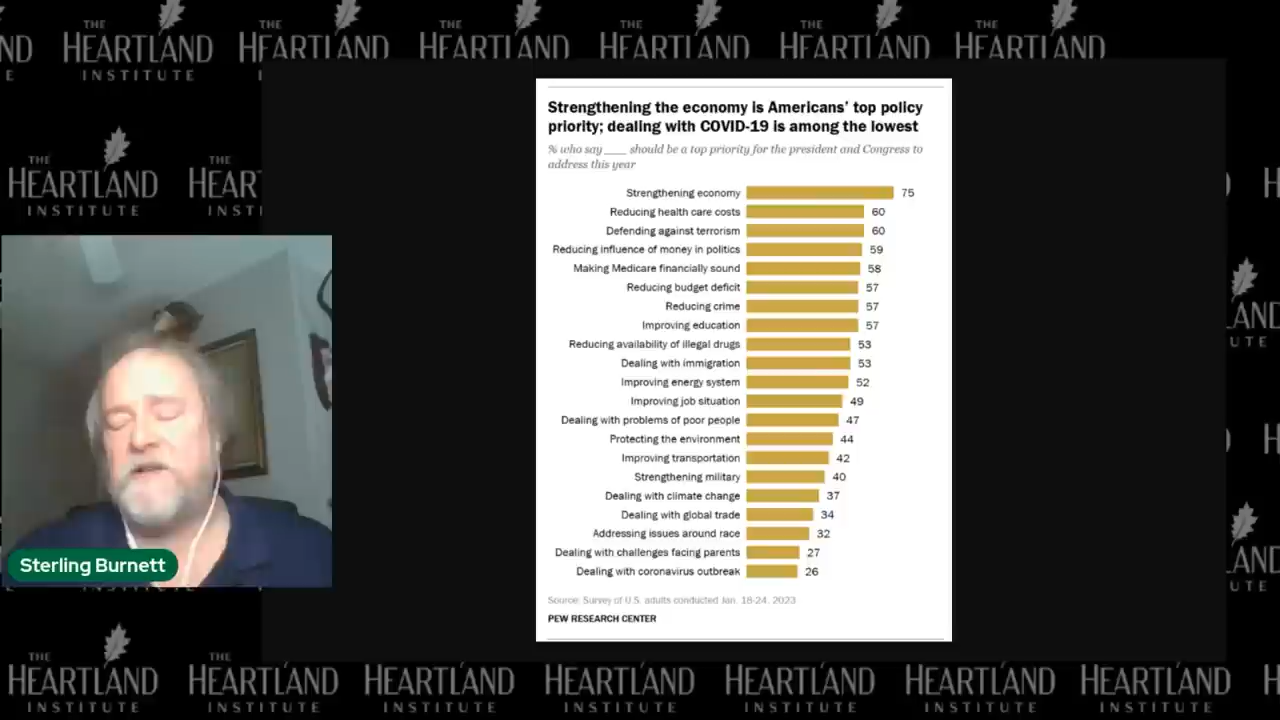 THE HEARTLAND INSTITUTE
Strengthening the economy is Americans' top policy
priority; dealing with COVID-19 is among the lowest
% who say ___ should be a top priority for the president and Congress to
address this year
Strengthening economy 75
Reducing health care costs 60
Defending against terrorism 60
Reducing influence of money in politics 59
Making Medicare financially sound 58
Reducing budget deficit 57
Reducing crime 57
Improving education 57
Reducing availability of illegal drugs 53
Dealing with immigration 53
Improving energy system 52
Improving job situation 49
Dealing with problems of poor people 47
Protecting the environment 44
Improving transportation 42
Strengthening military 40
Dealing with climate change 37
Dealing with global trade 34
Addressing issues around race 32
Dealing with challenges facing parents 27
Dealing with coronavirus outbreak 26
Source: Survey of U.S. adults conducted Jan. 18-24, 2023
PEW RESEARCH CENTER
Sterling Burnett